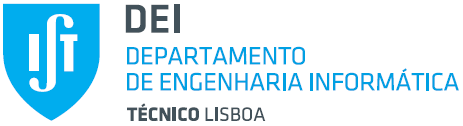 IST
DEI
DEPARTAMENTO
DE ENGENHARIA INFORMÁTICA
TÉCNICO LISBOA